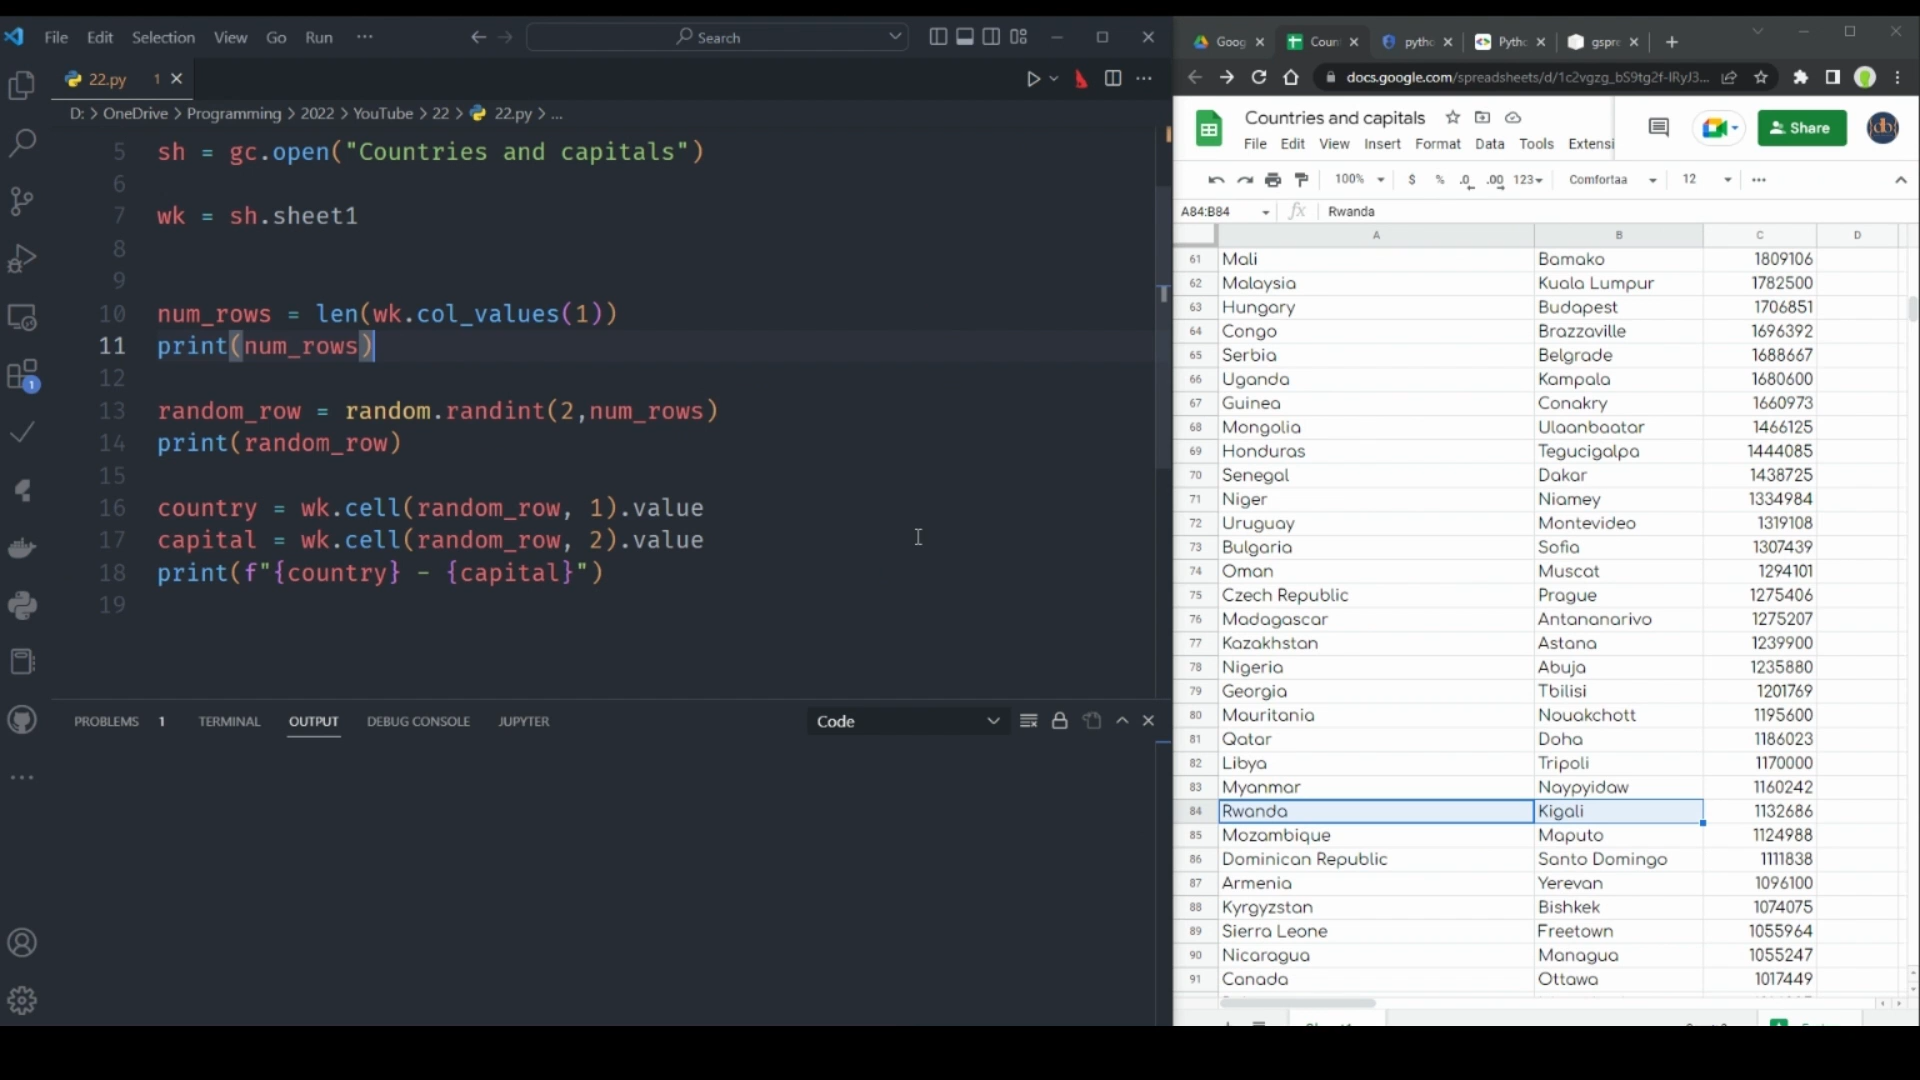 File Edit Selection View Go Run ··· Search
22.py 1
D: > OneDrive > Programming > 2022 > YouTube > 22 > 22.py > ...
5 sh = gc.open("Countries and capitals")
6
7 wk = sh.sheet1
8
9
10 num_rows = len(wk.col_values(1))
11 print(num_rows)
12
13 random_row = random.randint(2,num_rows)
14 print(random_row)
15
16 country = wk.cell(random_row, 1).value
17 capital = wk.cell(random_row, 2).value
18 print(f"{country} - {capital}")
19
1
PROBLEMS 1 TERMINAL OUTPUT DEBUG CONSOLE JUPYTER Code
Goog Coun pytho Pytho gspre
docs.google.com/spreadsheets/d/1c2vgzg_bS9tg2f-IRyJ3...
Countries and capitals
File Edit View Insert Format Data Tools Extensi
Share
100% $ % .0 .00 123 Comfortaa 12 ···
A84:B84 fx Rwanda
A B C D
61 Mali Bamako 1809106
62 Malaysia Kuala Lumpur 1782500
63 Hungary Budapest 1706851
64 Congo Brazzaville 1696392
65 Serbia Belgrade 1688667
66 Uganda Kampala 1680600
67 Guinea Conakry 1660973
68 Mongolia Ulaanbaatar 1466125
69 Honduras Tegucigalpa 1444085
70 Senegal Dakar 1438725
71 Niger Niamey 1334984
72 Uruguay Montevideo 1319108
73 Bulgaria Sofia 1307439
74 Oman Muscat 1294101
75 Czech Republic Prague 1275406
76 Madagascar Antananarivo 1275207
77 Kazakhstan Astana 1239900
78 Nigeria Abuja 1235880
79 Georgia Tbilisi 1201769
80 Mauritania Nouakchott 1195600
81 Qatar Doha 1186023
82 Libya Tripoli 1170000
83 Myanmar Naypyidaw 1160242
84 Rwanda Kigali 1132686
85 Mozambique Maputo 1124988
86 Dominican Republic Santo Domingo 1111838
87 Armenia Yerevan 1096100
88 Kyrgyzstan Bishkek 1074075
89 Sierra Leone Freetown 1055964
90 Nicaragua Managua 1055247
91 Canada Ottawa 1017449